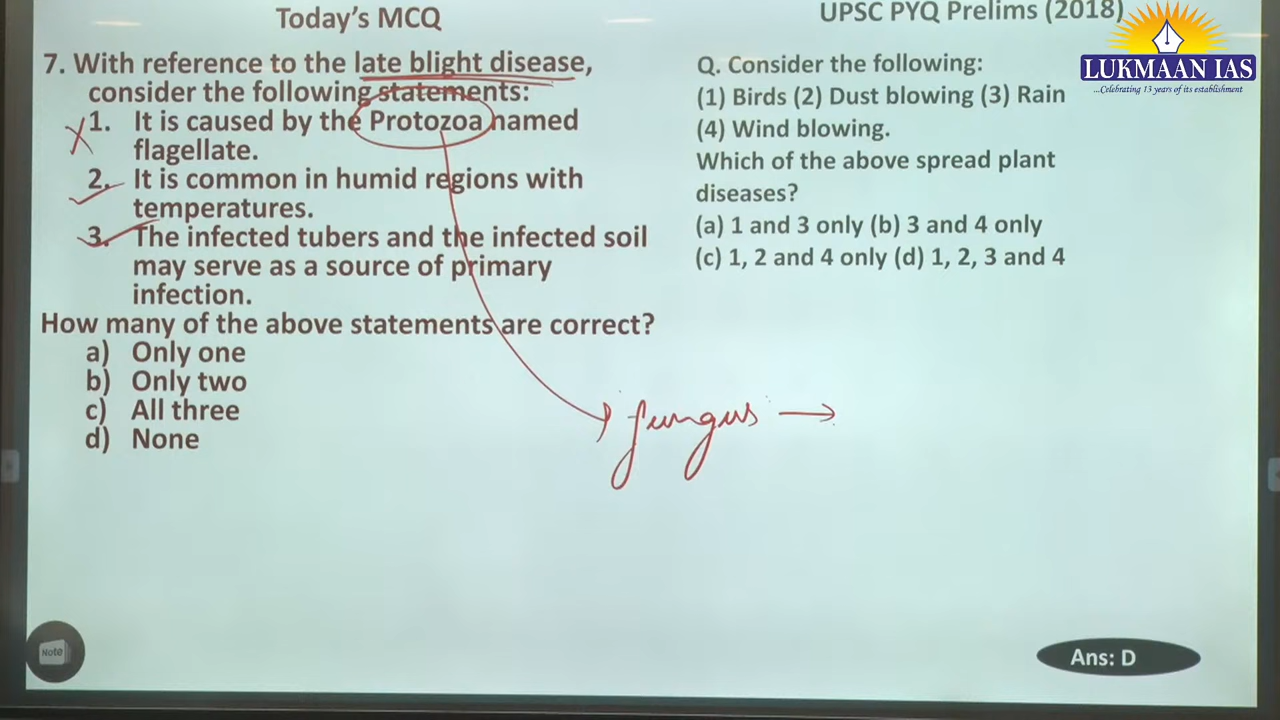 Today's MCQ
7. With reference to the late blight disease,
consider the following statements:
1. It is caused by the Protozoa named
flagellate.
2. It is common in humid regions with
temperatures.
3. The infected tubers and the infected soil
may serve as a source of primary
infection.
How many of the above statements are correct?
a) Only one
b) Only two
c) All three
d) None
fungus
UPSC PYQ Prelims (2018)
LUKMAAN IAS
...Celebrating 13 years of its establishment
Q. Consider the following:
(1) Birds (2) Dust blowing (3) Rain
(4) Wind blowing.
Which of the above spread plant
diseases?
(a) 1 and 3 only (b) 3 and 4 only
(c) 1, 2 and 4 only (d) 1, 2, 3 and 4
Note
Ans: D